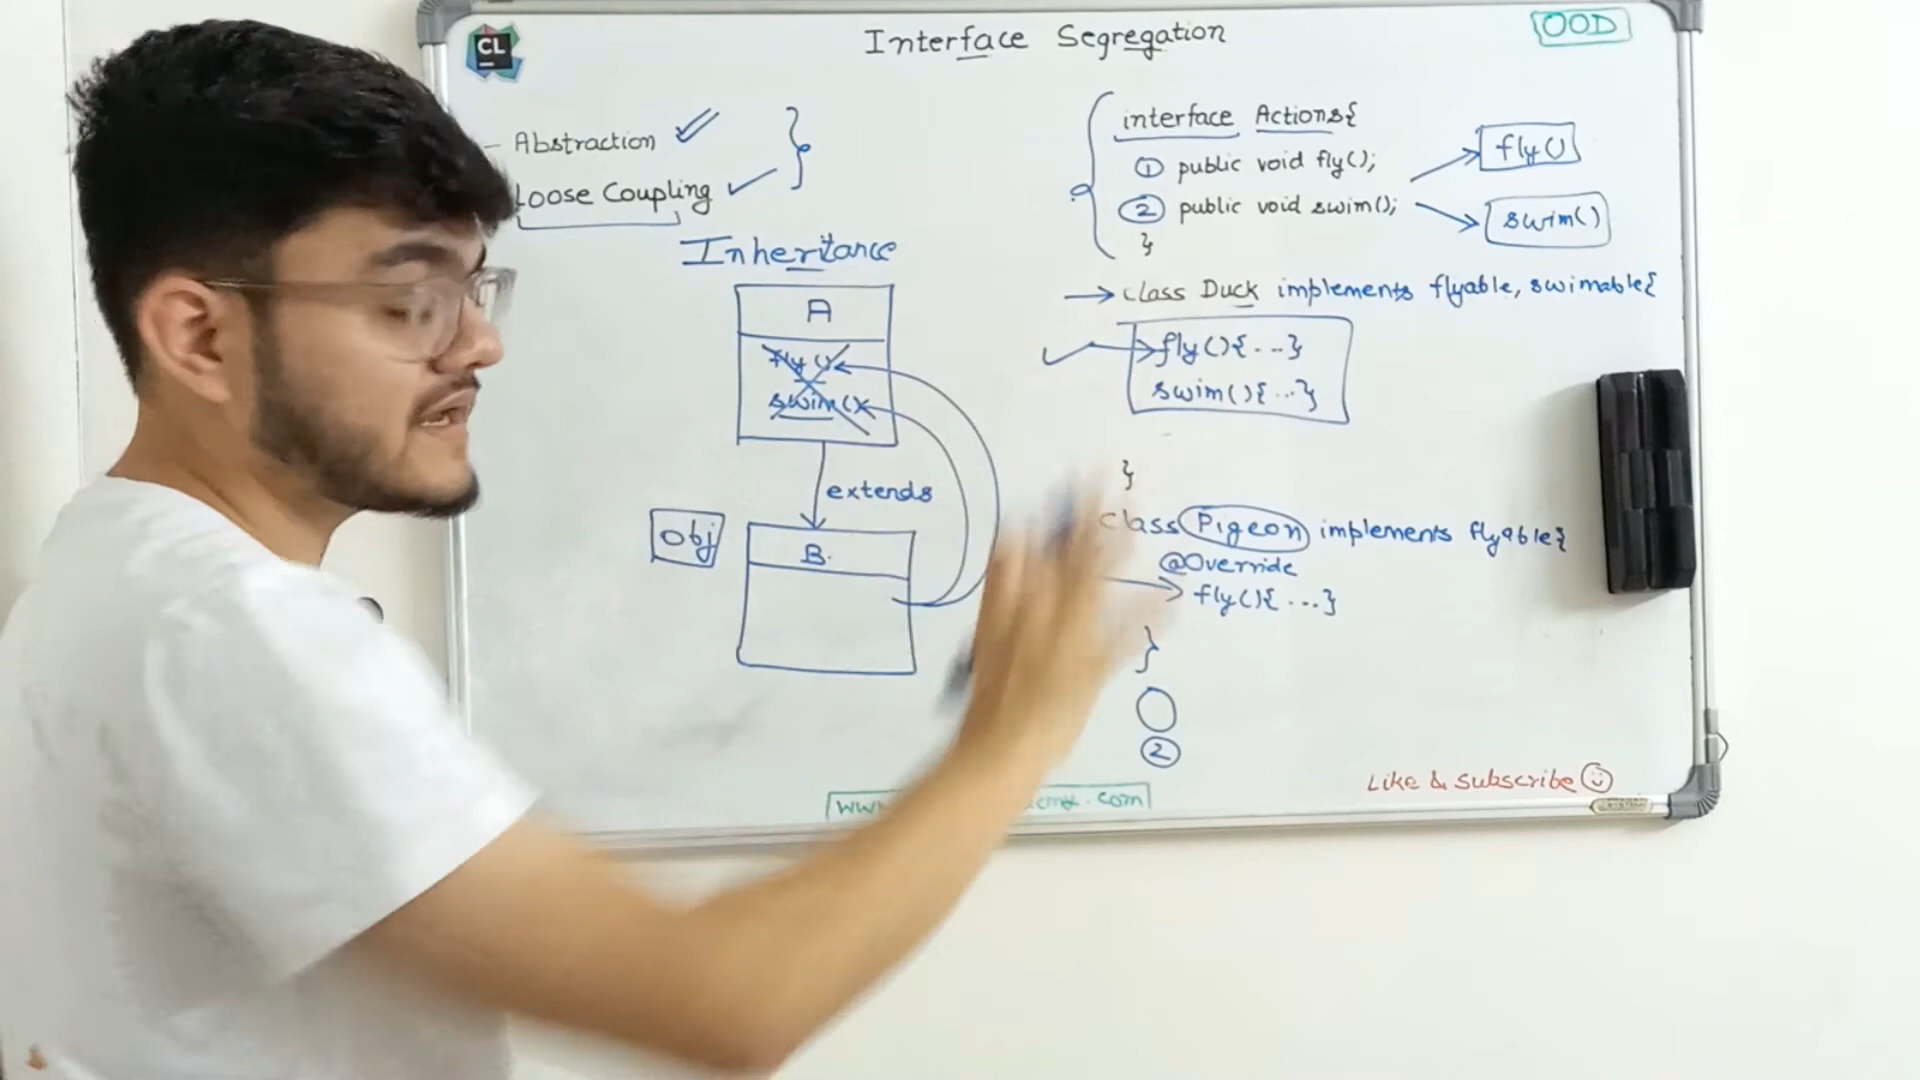 CL
Interface Segregation
OOD
- Abstraction
Loose Coupling
Inheritance
A
fly()
swim()
extends
Obj
B.
interface Actions{
① public void fly();
② public void swim();
}
fly()
swim()
→ class Duck implements flyable, swimable{
fly(){...}
swim(){...}
}
class Pigeon implements flyable{
@Override
fly(){...}
}
②
.com
Like & Subscribe